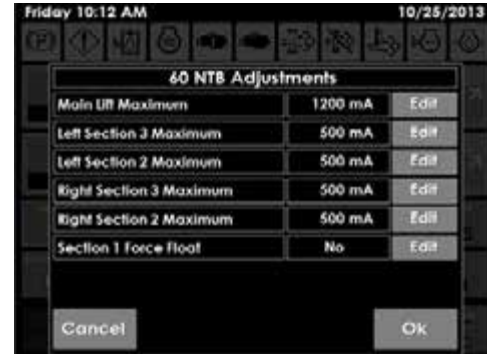 Friday 10:12 AM 10/25/2013
60 NTB Adjustments
Main Lift Maximum 1200 mA Edit
Left Section 3 Maximum 500 mA Edit
Left Section 2 Maximum 500 mA Edit
Right Section 3 Maximum 500 mA Edit
Right Section 2 Maximum 500 mA Edit
Section 1 Force Float No Edit
Cancel Ok